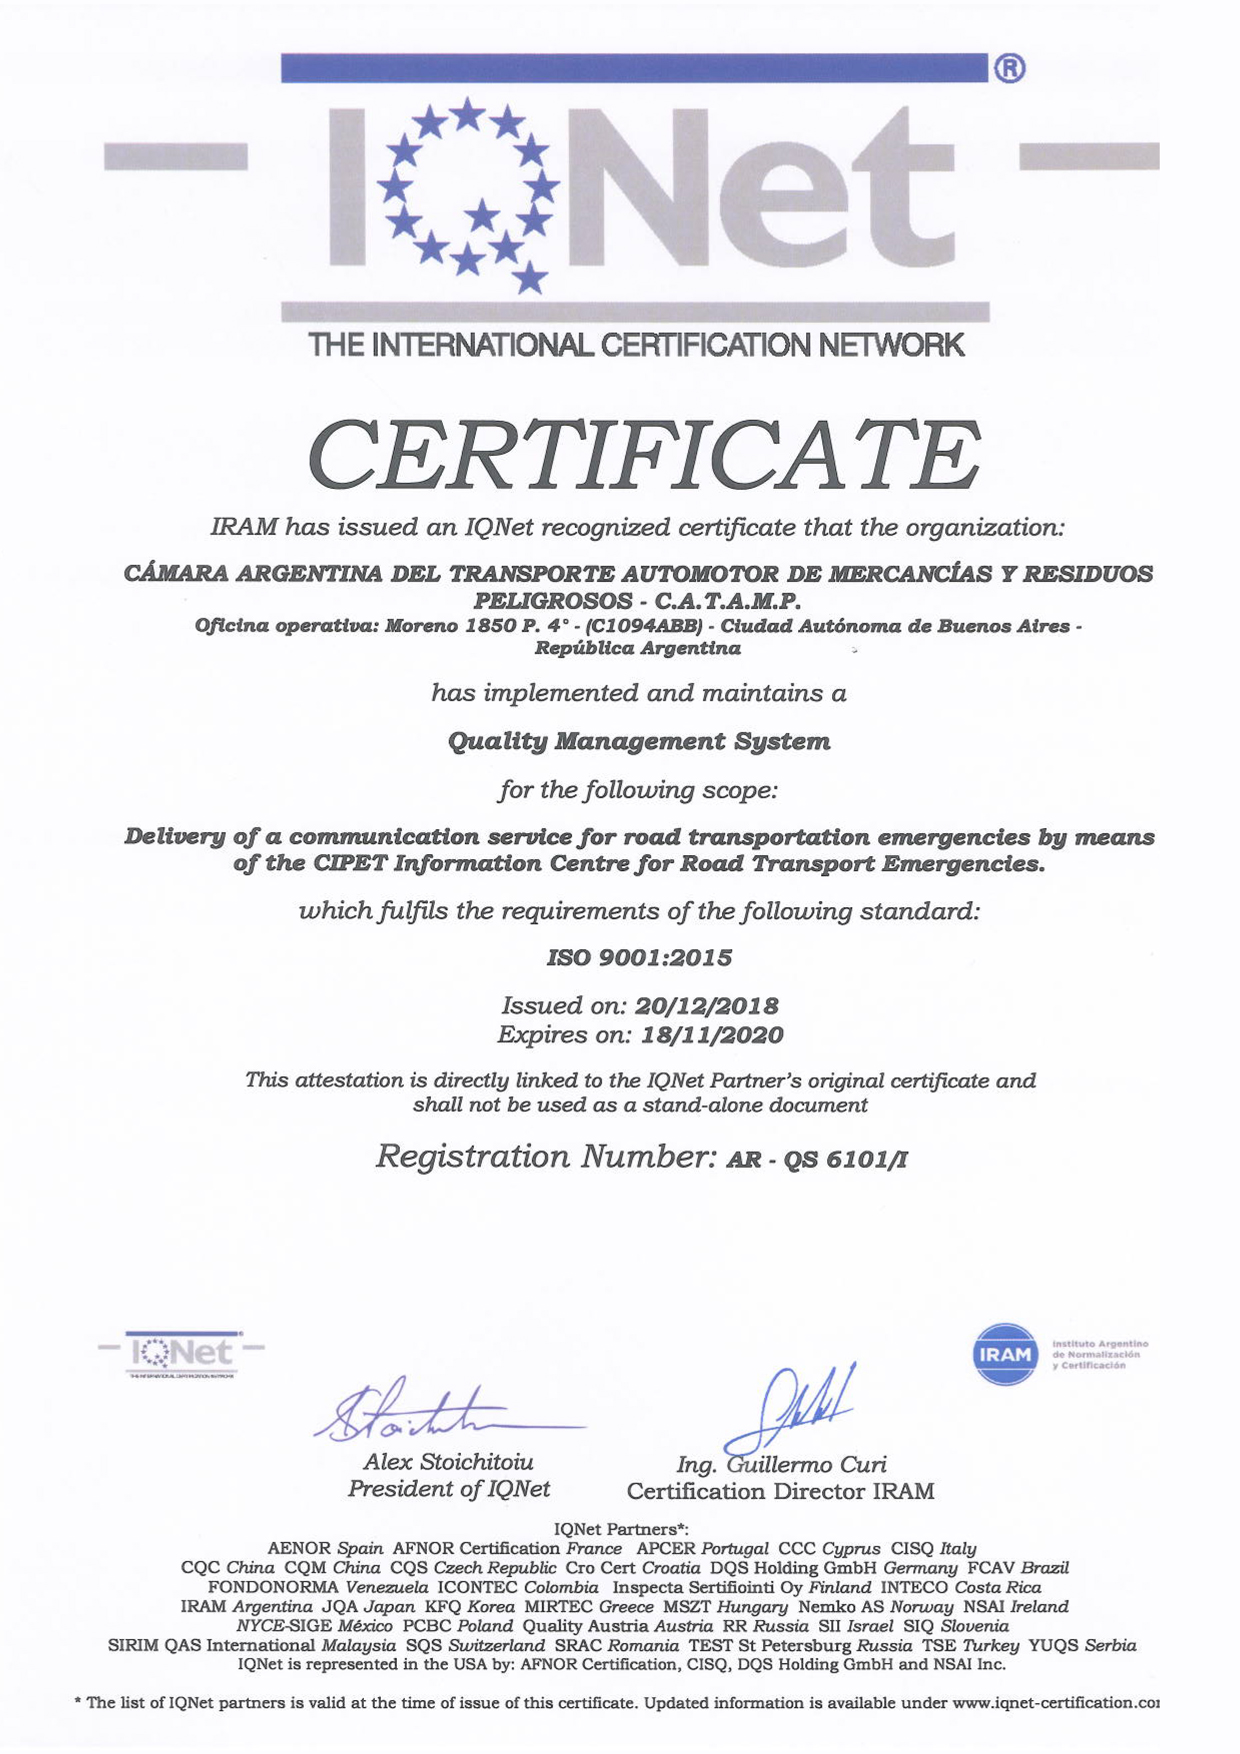 IQNet®
THE INTERNATIONAL CERTIFICATION NETWORK
CERTIFICATE
IRAM has issued an IQNet recognized certificate that the organization:
CÁMARA ARGENTINA DEL TRANSPORTE AUTOMOTOR DE MERCANCÍAS Y RESIDUOS
PELIGROSOS - C.A.T.A.M.P.
Oficina operativa: Moreno 1850 P. 4° - (C1094ABB) - Ciudad Autónoma de Buenos Aires -
República Argentina
has implemented and maintains a
Quality Management System
for the following scope:
Delivery of a communication service for road transportation emergencies by means
of the CIPET Information Centre for Road Transport Emergencies.
which fulfils the requirements of the following standard:
ISO 9001:2015
Issued on: 20/12/2018
Expires on: 18/11/2020
This attestation is directly linked to the IQNet Partner's original certificate and
shall not be used as a stand-alone document
Registration Number: AR - QS 6101/I
IQNet
THE INTERNATIONAL CERTIFICATION NETWORK
IRAM
Instituto Argentino
de Normalización
y Certificación
Alex Stoichitoiu
President of IQNet
Ing. Guillermo Curi
Certification Director IRAM
IQNet Partners*:
AENOR Spain AFNOR Certification France APCER Portugal CCC Cyprus CISQ Italy
CQC China CQM China CQS Czech Republic Cro Cert Croatia DQS Holding GmbH Germany FCAV Brazil
FONDONORMA Venezuela ICONTEC Colombia Inspecta Sertifiointi Oy Finland INTECO Costa Rica
IRAM Argentina JQA Japan KFQ Korea MIRTEC Greece MSZT Hungary Nemko AS Norway NSAI Ireland
NYCE-SIGE México PCBC Poland Quality Austria Austria RR Russia SII Israel SIQ Slovenia
SIRIM QAS International Malaysia SQS Switzerland SRAC Romania TEST St Petersburg Russia TSE Turkey YUQS Serbia
IQNet is represented in the USA by: AFNOR Certification, CISQ, DQS Holding GmbH and NSAI Inc.
* The list of IQNet partners is valid at the time of issue of this certificate. Updated information is available under www.iqnet-certification.co